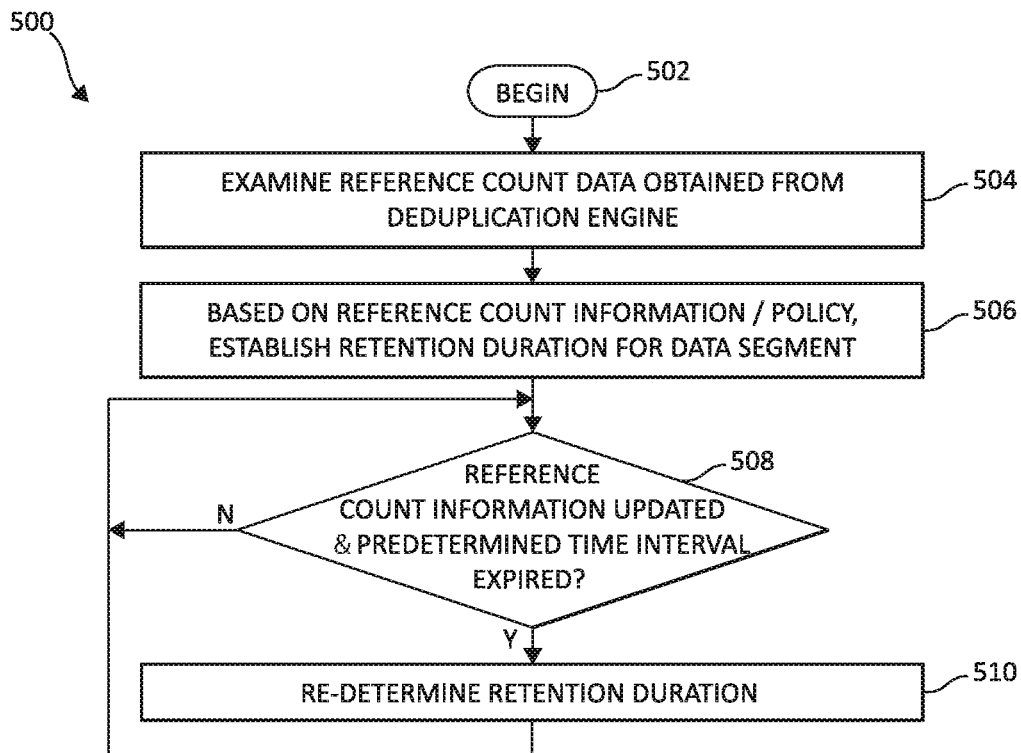 500
BEGIN
502
EXAMINE REFERENCE COUNT DATA OBTAINED FROM
DEDUPLICATION ENGINE
504
BASED ON REFERENCE COUNT INFORMATION / POLICY,
ESTABLISH RETENTION DURATION FOR DATA SEGMENT
506
REFERENCE
COUNT INFORMATION UPDATED
& PREDETERMINED TIME INTERVAL
EXPIRED?
508
N
Y
RE-DETERMINE RETENTION DURATION
510